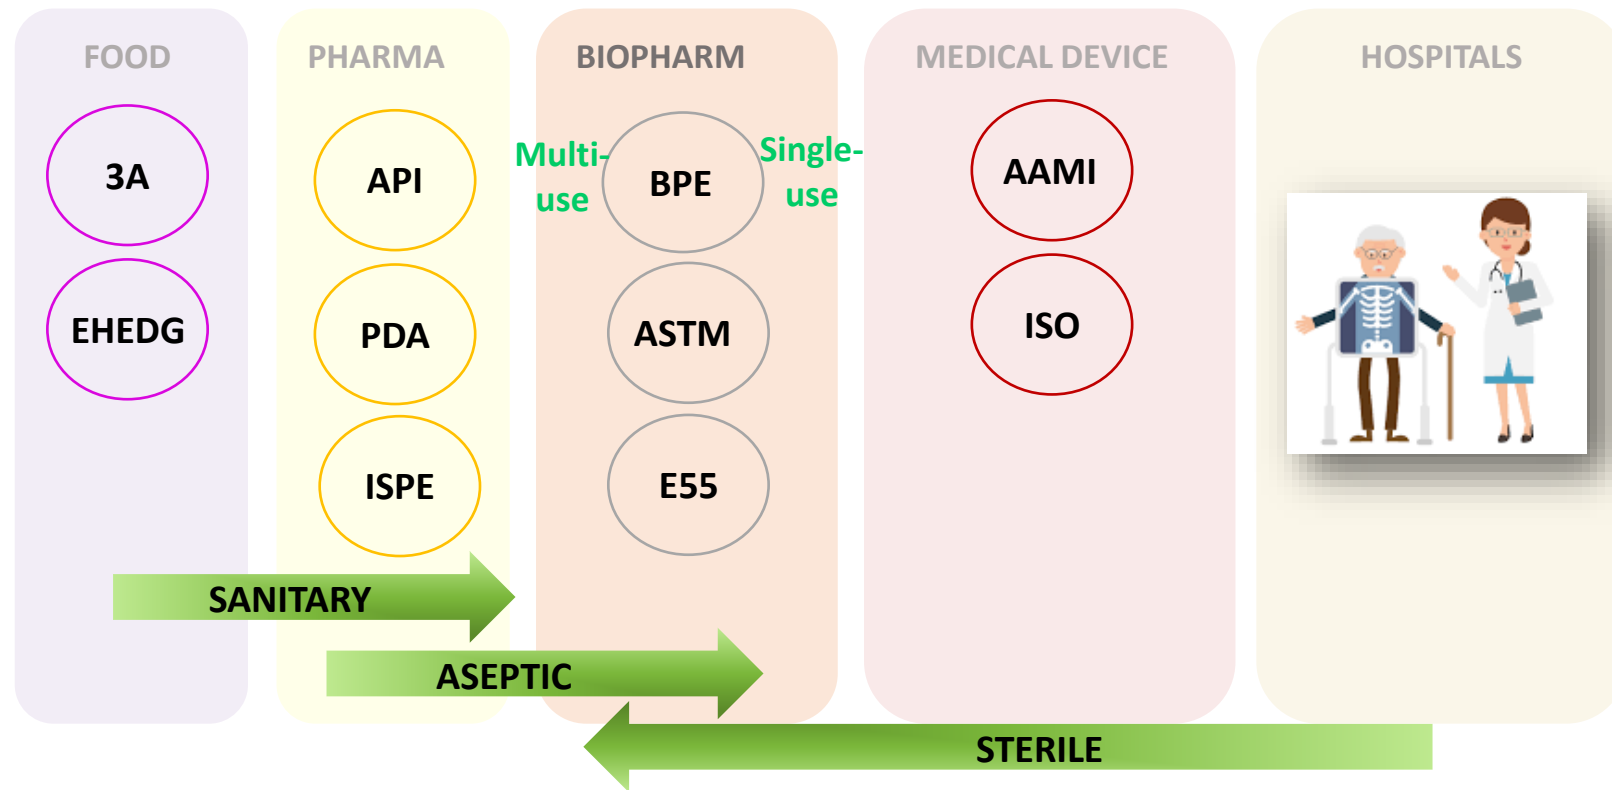 FOOD
3A
EHEDG
PHARMA
API
PDA
ISPE
BIOPHARM
Multi-
use
BPE
Single-
use
ASTM
E55
MEDICAL DEVICE
AAMI
ISO
HOSPITALS
SANITARY
ASEPTIC
STERILE